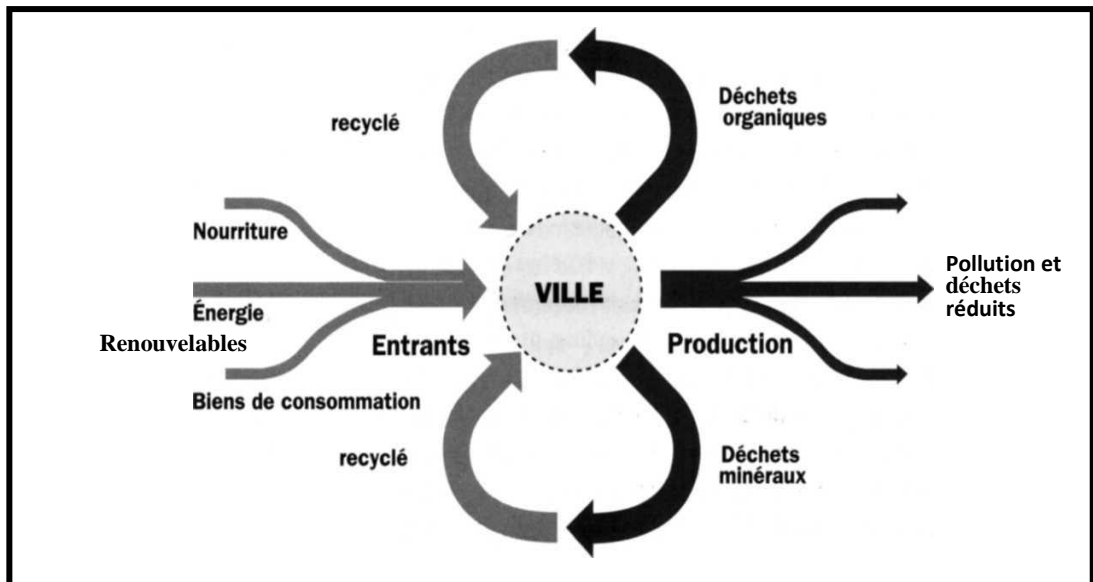 recyclé
Déchets
organiques
Nourriture
Énergie
Renouvelables
Biens de consommation
Entrants
VILLE
Production
Pollution et
déchets
réduits
recyclé
Déchets
minéraux